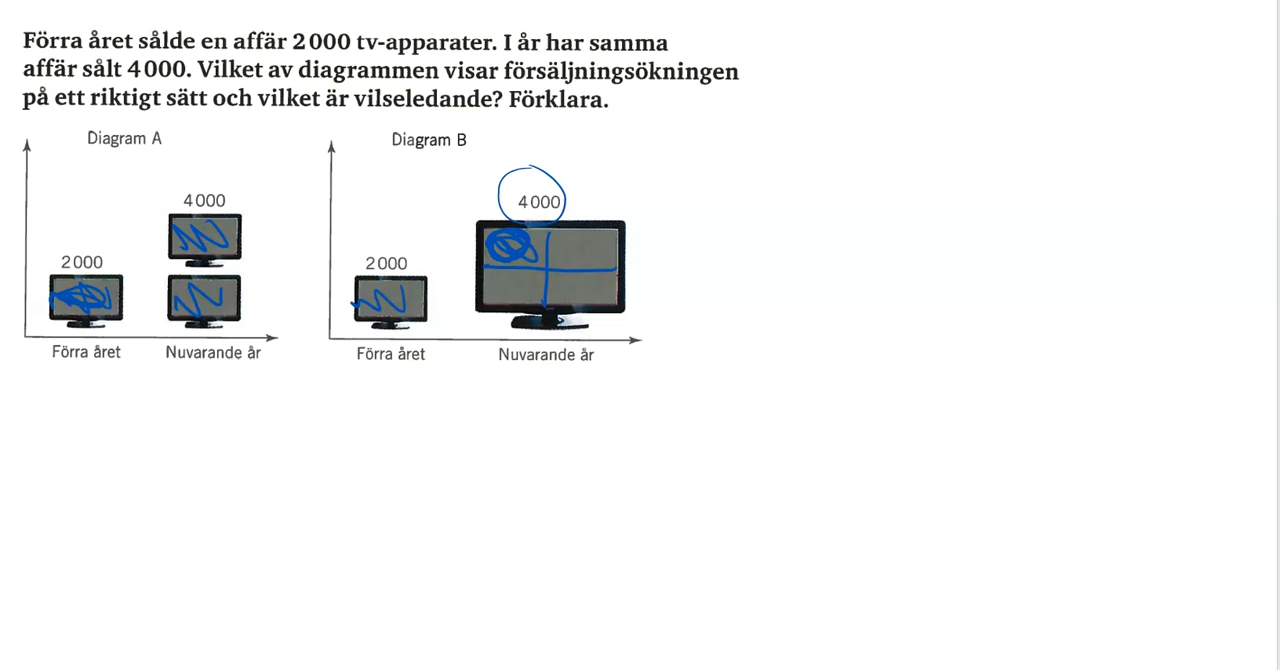 Förra året sålde en affär 2 000 tv-apparater. I år har samma
affär sålt 4 000. Vilket av diagrammen visar försäljningsökningen
på ett riktigt sätt och vilket är vilseledande? Förklara.
Diagram A
4 000
2 000
Förra året Nuvarande år
Diagram B
4 000
2 000
Förra året Nuvarande år